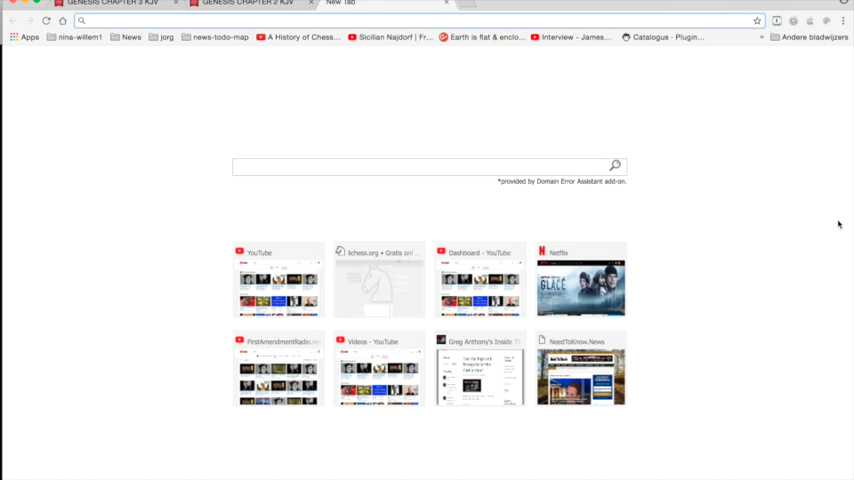 GENESIS CHAPTER 3 KJV × GENESIS CHAPTER 2 KJV × New Tab ×
Apps nina-willem1 News jorg news-todo-map A History of Chess... Sicilian Najdorf | Fr... Earth is flat & enclo... Interview - James... Catalogus - Plugin... » Andere bladwijzers
*provided by Domain Error Assistant add-on.
YouTube lichess.org • Gratis onl ... Dashboard - YouTube Netflix
GLACÉ
FirstAmendmentRadio.ne Videos - YouTube Greg Anthony's Inside Th NeedToKnow.News